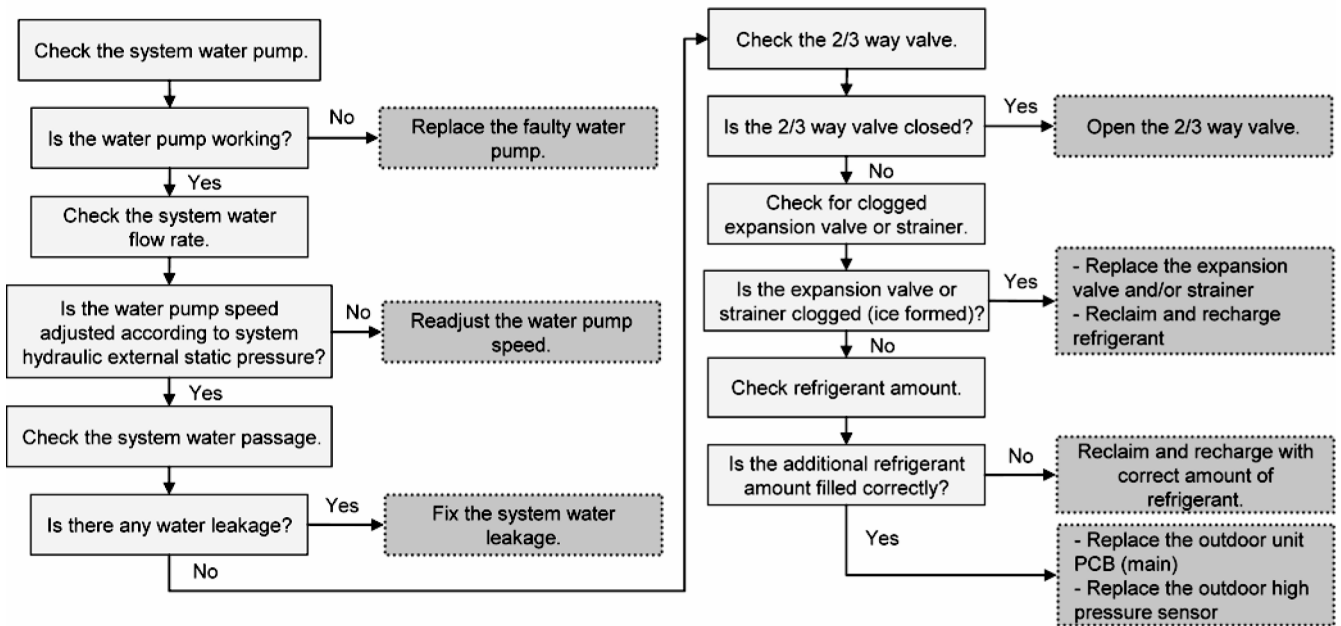 Check the system water pump.
Is the water pump working?
No
Replace the faulty water
pump.
Yes
Check the system water
flow rate.
Is the water pump speed
adjusted according to system
hydraulic external static pressure?
No
Readjust the water pump
speed.
Yes
Check the system water passage.
Is there any water leakage?
Yes
Fix the system water
leakage.
No
Check the 2/3 way valve.
Is the 2/3 way valve closed?
Yes
Open the 2/3 way valve.
No
Check for clogged
expansion valve or strainer.
Is the expansion valve or
strainer clogged (ice formed)?
Yes
- Replace the expansion
valve and/or strainer
- Reclaim and recharge
refrigerant
No
Check refrigerant amount.
Is the additional refrigerant
amount filled correctly?
No
Reclaim and recharge with
correct amount of
refrigerant.
Yes
- Replace the outdoor unit
PCB (main)
- Replace the outdoor high
pressure sensor